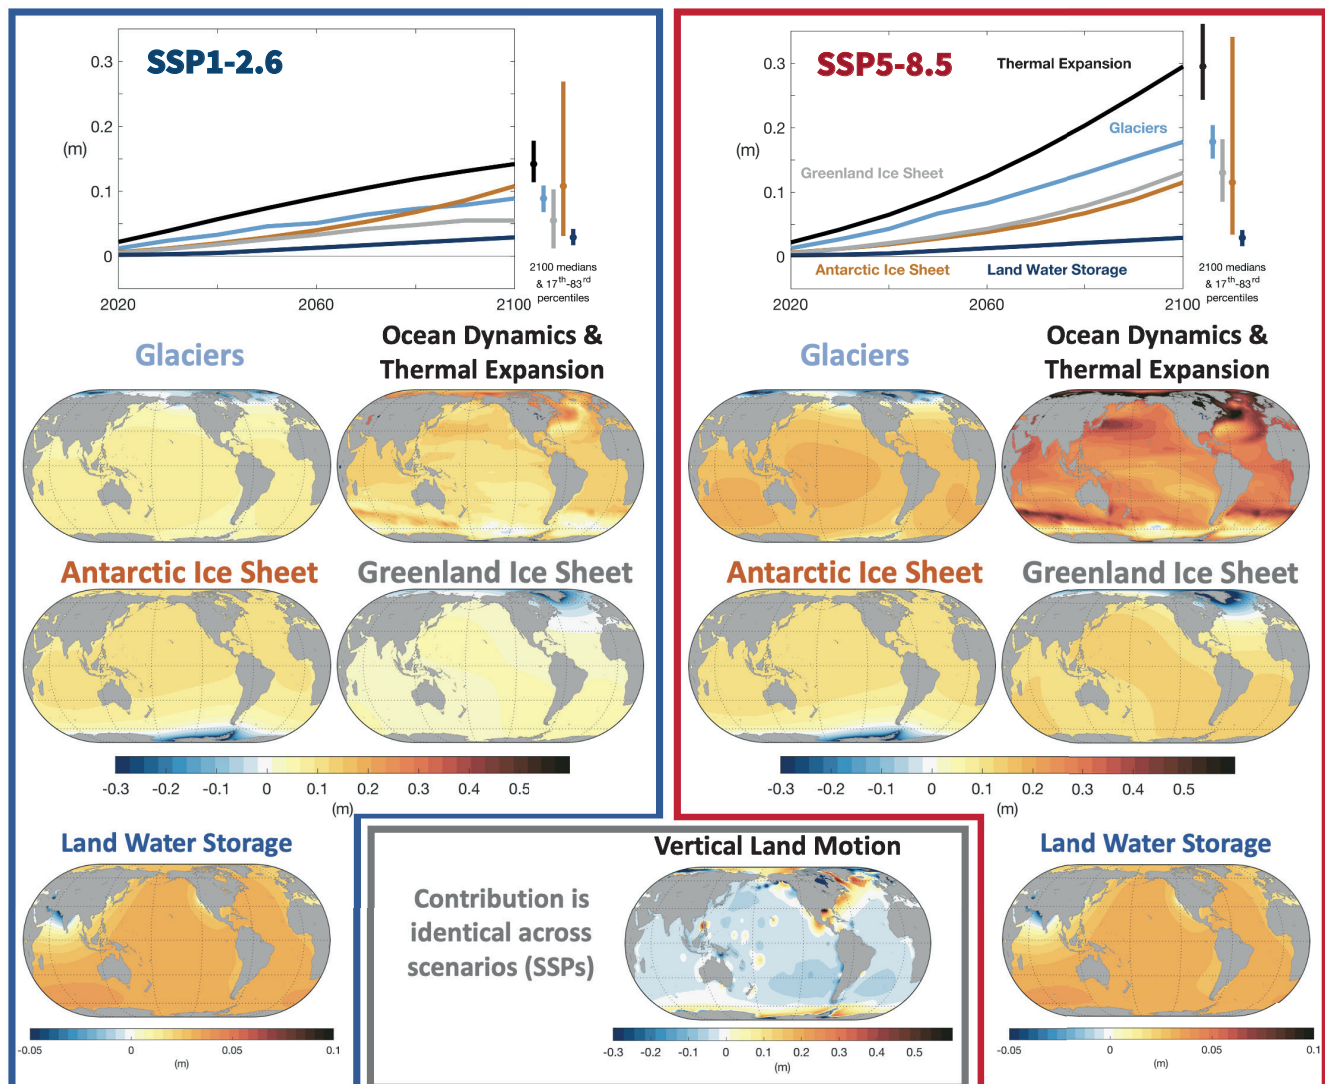 SSP1-2.6
0.3
0.2
(m)
0.1
0
2020
2060
2100
2100 medians
& 17th-83rd
percentiles
SSP5-8.5
Thermal Expansion
Glaciers
Greenland Ice Sheet
Antarctic Ice Sheet
Land Water Storage
0.3
0.2
(m)
0.1
0
2020
2060
2100
2100 medians
& 17th-83rd
percentiles
Glaciers
Ocean Dynamics &
Thermal Expansion
Antarctic Ice Sheet
Greenland Ice Sheet
-0.3 -0.2 -0.1 0 0.1 0.2 0.3 0.4 0.5
(m)
Glaciers
Ocean Dynamics &
Thermal Expansion
Antarctic Ice Sheet
Greenland Ice Sheet
-0.3 -0.2 -0.1 0 0.1 0.2 0.3 0.4 0.5
(m)
Land Water Storage
-0.05 0 0.05 0.1
(m)
Contribution is
identical across
scenarios (SSPs)
Vertical Land Motion
-0.3 -0.2 -0.1 0 0.1 0.2 0.3 0.4 0.5
(m)
Land Water Storage
-0.05 0 0.05 0.1
(m)